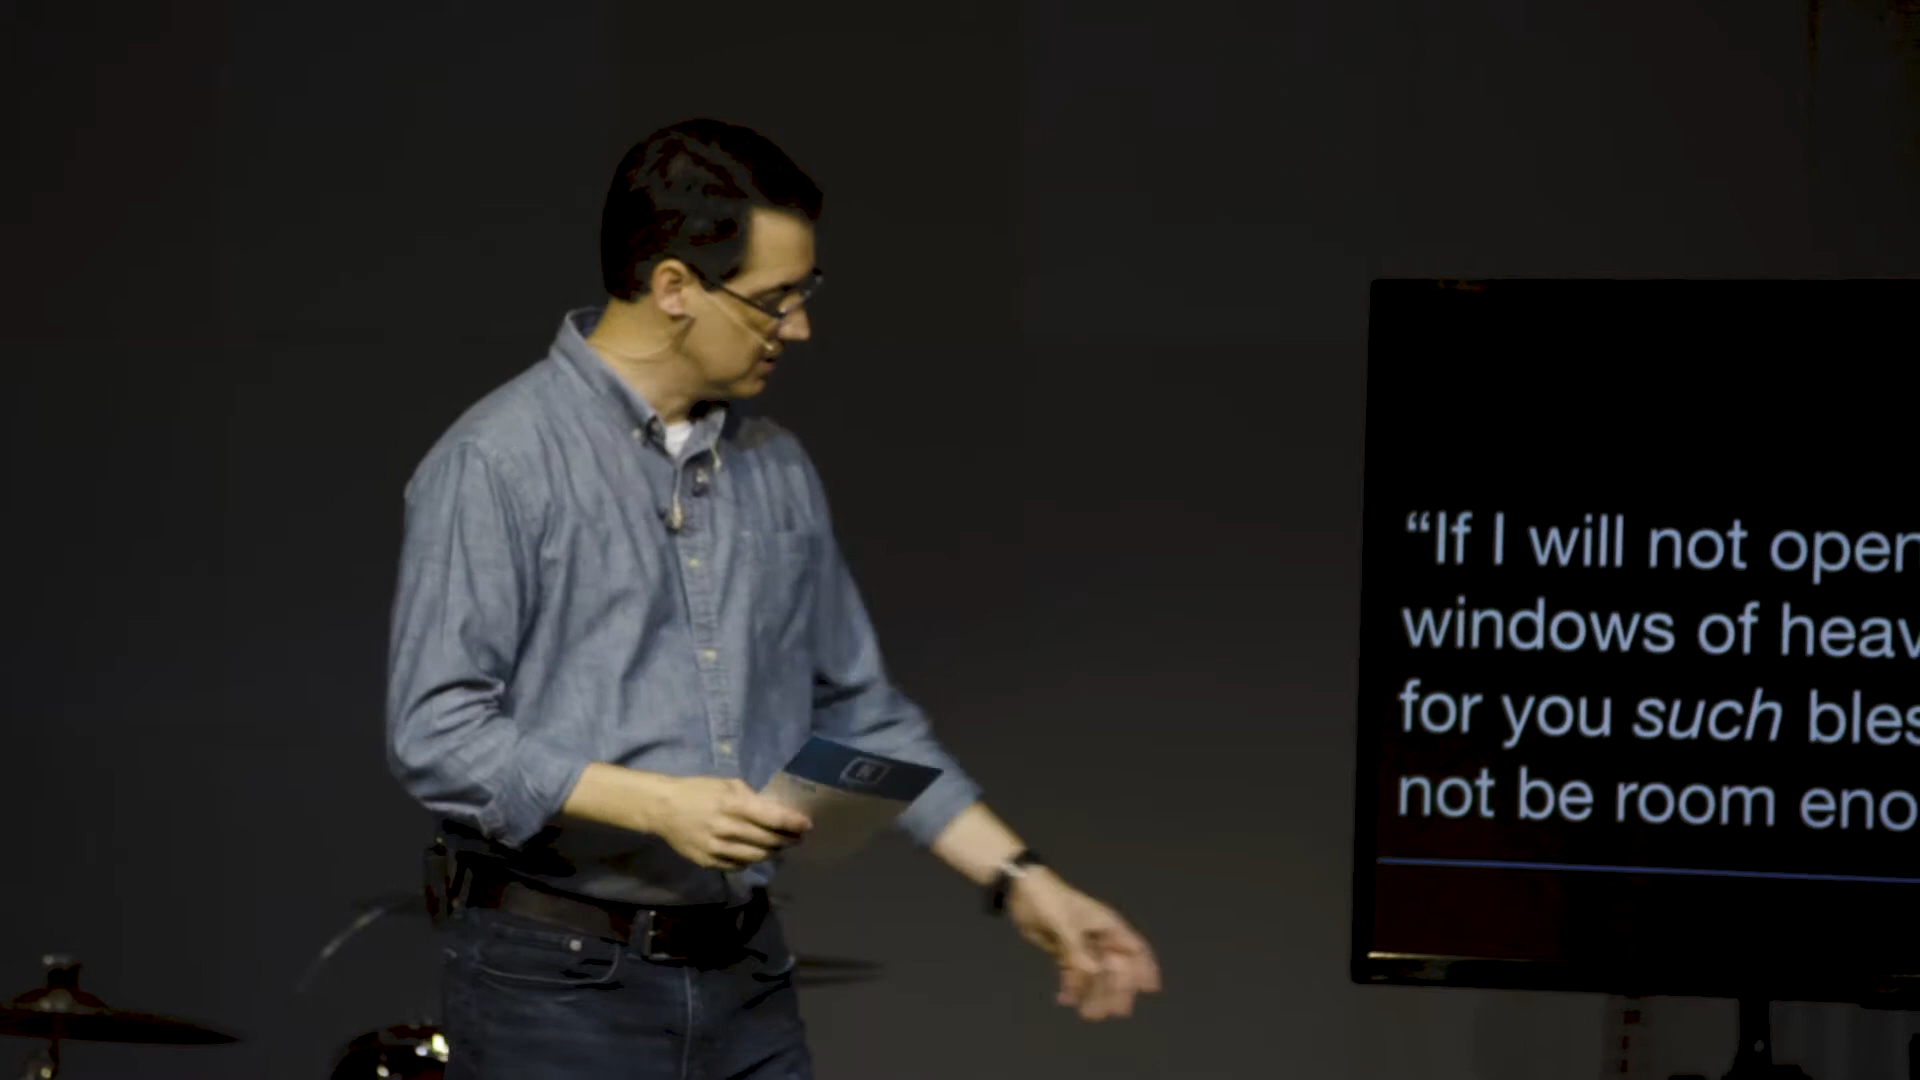 “If I will not open
windows of heav
for you such bles
not be room eno